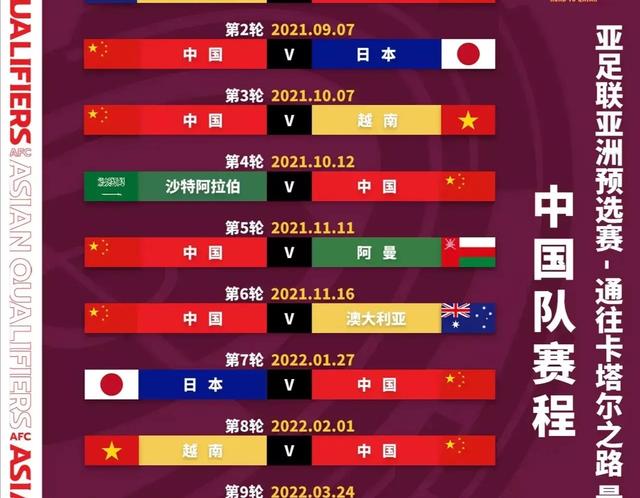 第2轮 2021.09.07
中国 V 日本
第3轮 2021.10.07
中国 V 越南
第4轮 2021.10.12
沙特阿拉伯 V 中国
第5轮 2021.11.11
中国 V 阿曼
第6轮 2021.11.16
中国 V 澳大利亚
第7轮 2022.01.27
日本 V 中国
第8轮 2022.02.01
越南 V 中国
第9轮 2022.03.24
亚足联亚洲预选赛-通往卡塔尔之路
中国队赛程
QUALIFIERS
AFC
ASIAN QUALIFIERS
AFC